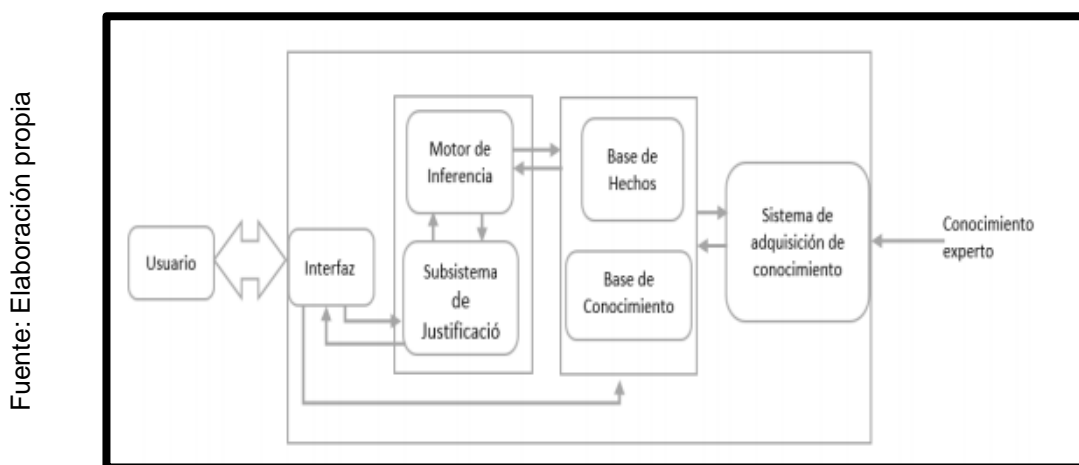 Fuente: Elaboración propia
Usuario
Interfaz
Motor de
Inferencia
Subsistema
de
Justificació
Base de
Hechos
Base de
Conocimiento
Sistema de
adquisición de
conocimiento
Conocimiento
experto